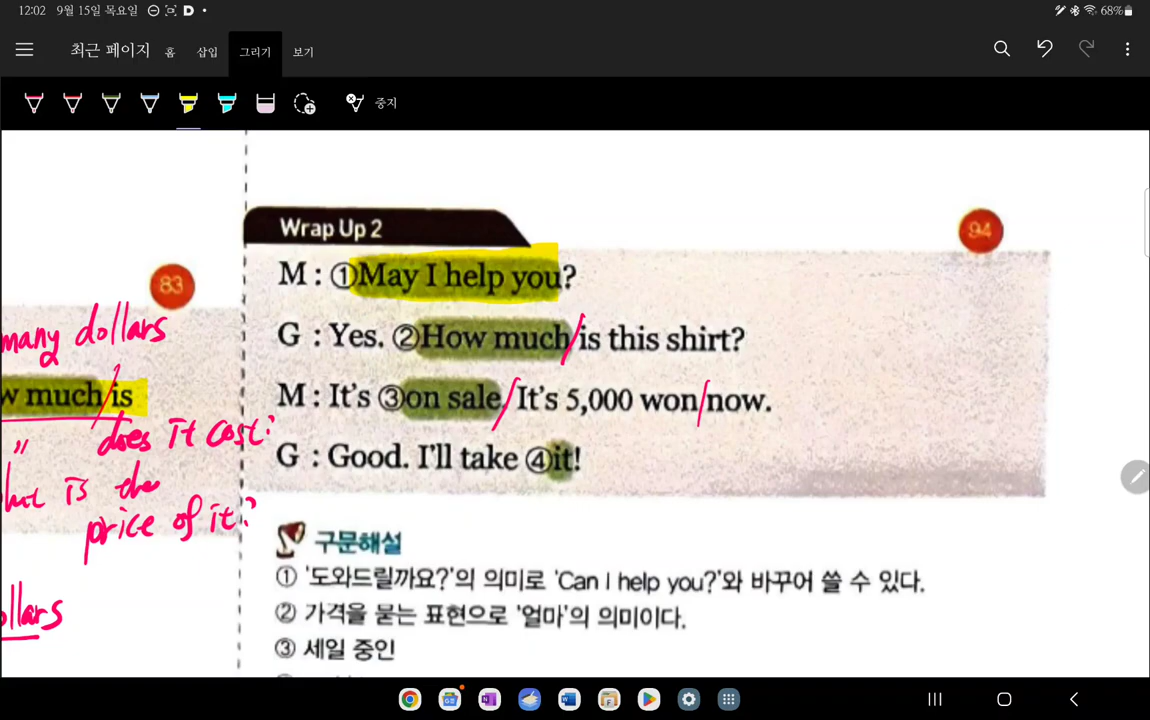 12:02 9월 15일 목요일
68%
최근 페이지 홈 삽입 그리기 보기
중지
Wrap Up 2
94
83
M : ①May I help you?
G : Yes. ②How much is this shirt?
M : It's ③on sale. It's 5,000 won now.
G : Good. I'll take ④it!
many dollars
much is
" does it cost?
is the
price of it?
구문해설
① '도와드릴까요?'의 의미로 'Can I help you?'와 바꾸어 쓸 수 있다.
② 가격을 묻는 표현으로 '얼마'의 의미이다.
③ 세일 중인